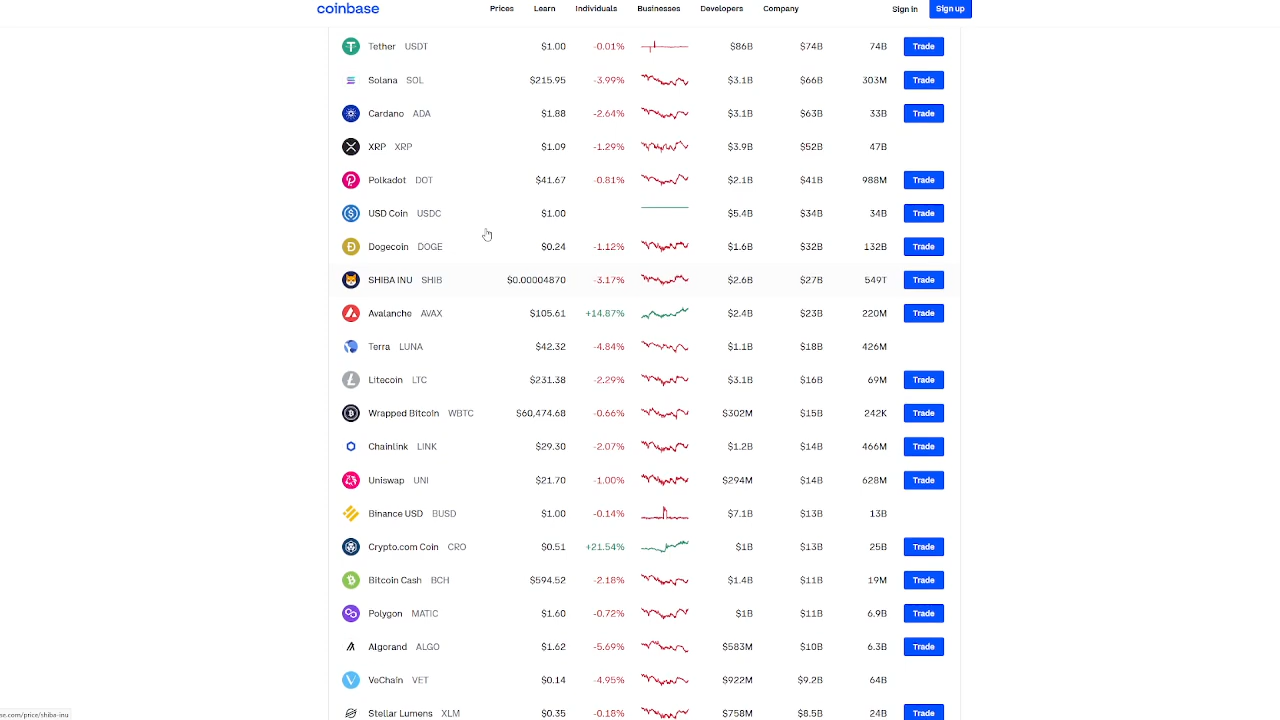 coinbase Prices Learn Individuals Businesses Developers Company Sign in Sign up
Tether USDT $1.00 -0.01% $86B $74B 74B Trade
Solana SOL $215.95 -3.99% $3.1B $66B 303M Trade
Cardano ADA $1.88 -2.64% $3.1B $63B 33B Trade
XRP XRP $1.09 -1.29% $3.9B $52B 47B
Polkadot DOT $41.67 -0.81% $2.1B $41B 988M Trade
USD Coin USDC $1.00 $5.4B $34B 34B Trade
Dogecoin DOGE $0.24 -1.12% $1.6B $32B 132B Trade
SHIBA INU SHIB $0.00004870 -3.17% $2.6B $27B 549T Trade
Avalanche AVAX $105.61 +14.87% $2.4B $23B 220M Trade
Terra LUNA $42.32 -4.84% $1.1B $18B 426M
Litecoin LTC $231.38 -2.29% $3.1B $16B 69M Trade
Wrapped Bitcoin WBTC $60,474.68 -0.66% $302M $15B 242K Trade
Chainlink LINK $29.30 -2.07% $1.2B $14B 466M Trade
Uniswap UNI $21.70 -1.00% $294M $14B 628M Trade
Binance USD BUSD $1.00 -0.14% $7.1B $13B 13B
Crypto.com Coin CRO $0.51 +21.54% $1B $13B 25B Trade
Bitcoin Cash BCH $594.52 -2.18% $1.4B $11B 19M Trade
Polygon MATIC $1.60 -0.72% $1B $11B 6.9B Trade
Algorand ALGO $1.62 -5.69% $583M $10B 6.3B Trade
VeChain VET $0.14 -4.95% $922M $9.2B 64B
Stellar Lumens XLM $0.35 -0.18% $758M $8.5B 24B Trade
se.com/price/shiba-inu